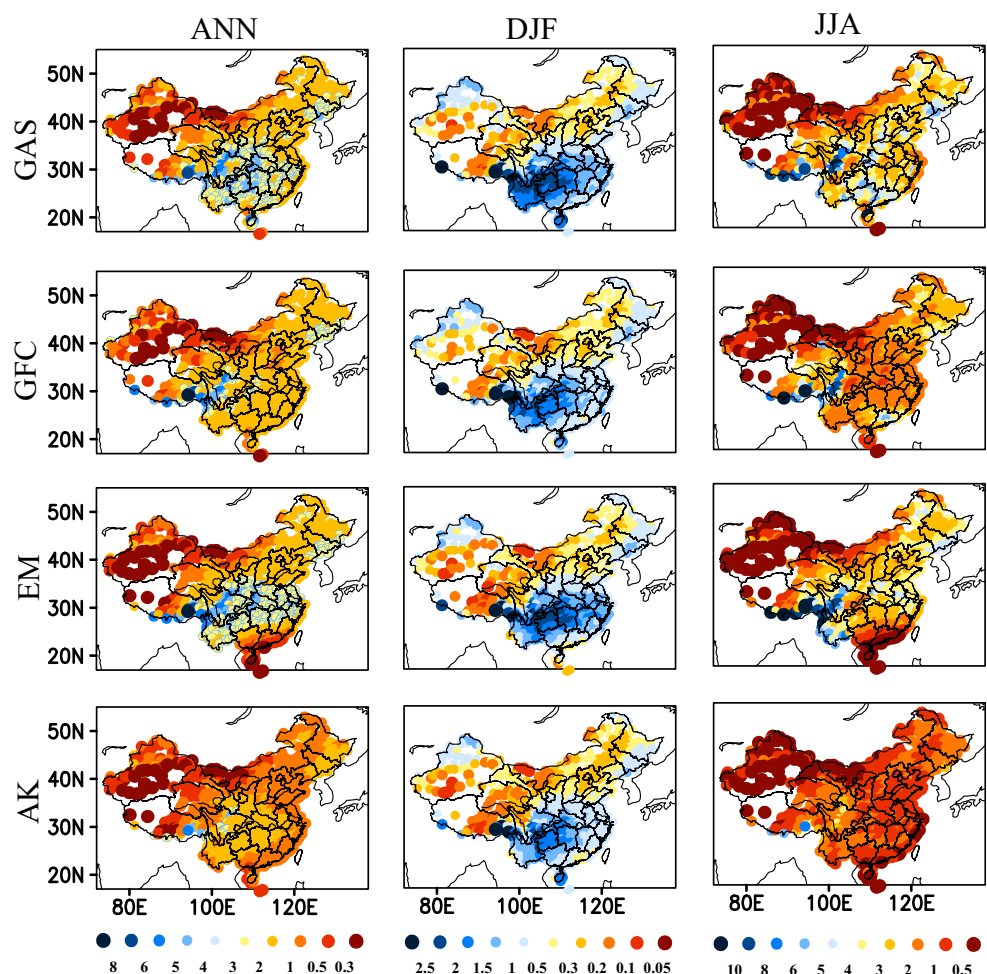 ANN DJF JJA
GAS
50N
40N
30N
20N
GFC
50N
40N
30N
20N
EM
50N
40N
30N
20N
AK
50N
40N
30N
20N
80E 100E 120E 80E 100E 120E 80E 100E 120E
8 6 5 4 3 2 1 0.5 0.3
2.5 2 1.5 1 0.5 0.3 0.2 0.1 0.05
10 8 6 5 4 3 2 1 0.5